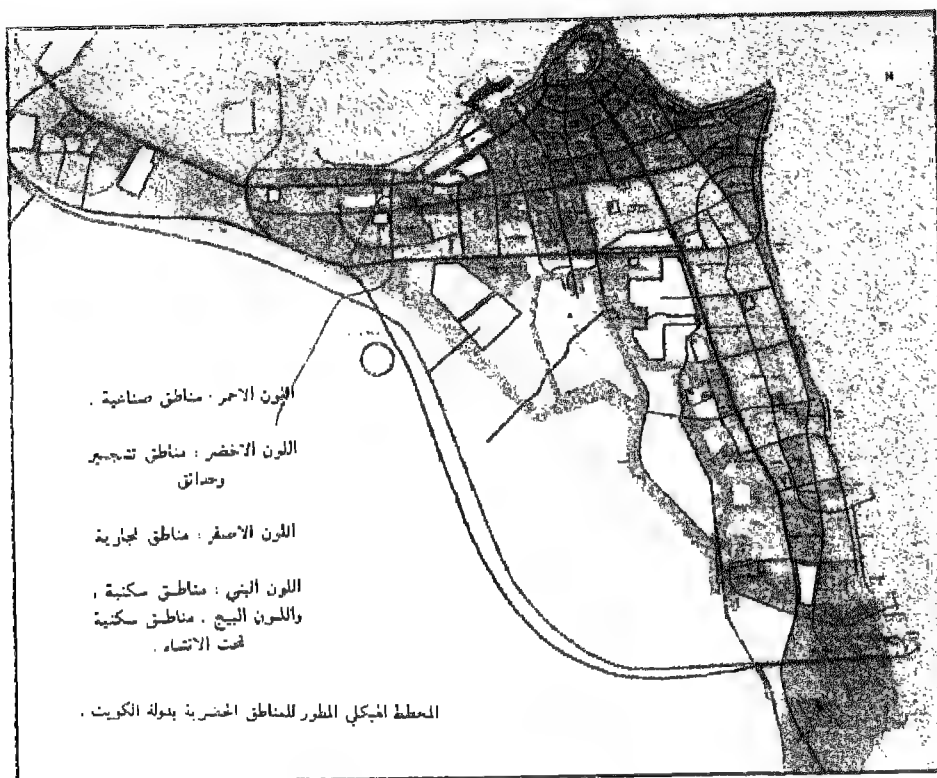 اللون الاحمر : مناطق صناعية .
اللون الاخضر : مناطق تشجير
وحدائق
اللون الاصفر : مناطق تجارية
اللون البني : مناطق سكنية ,
واللون البيج . مناطق سكنية
تحت الانشاء .
المخطط الهيكلي المطور للمناطق الحضرية بدولة الكويت .